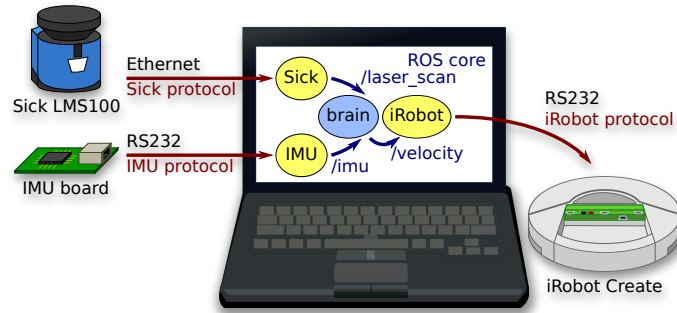 Sick LMS100
Ethernet
Sick protocol
IMU board
RS232
IMU protocol
ROS core
Sick
/laser_scan
brain
iRobot
IMU
/imu
/velocity
RS232
iRobot protocol
iRobot Create